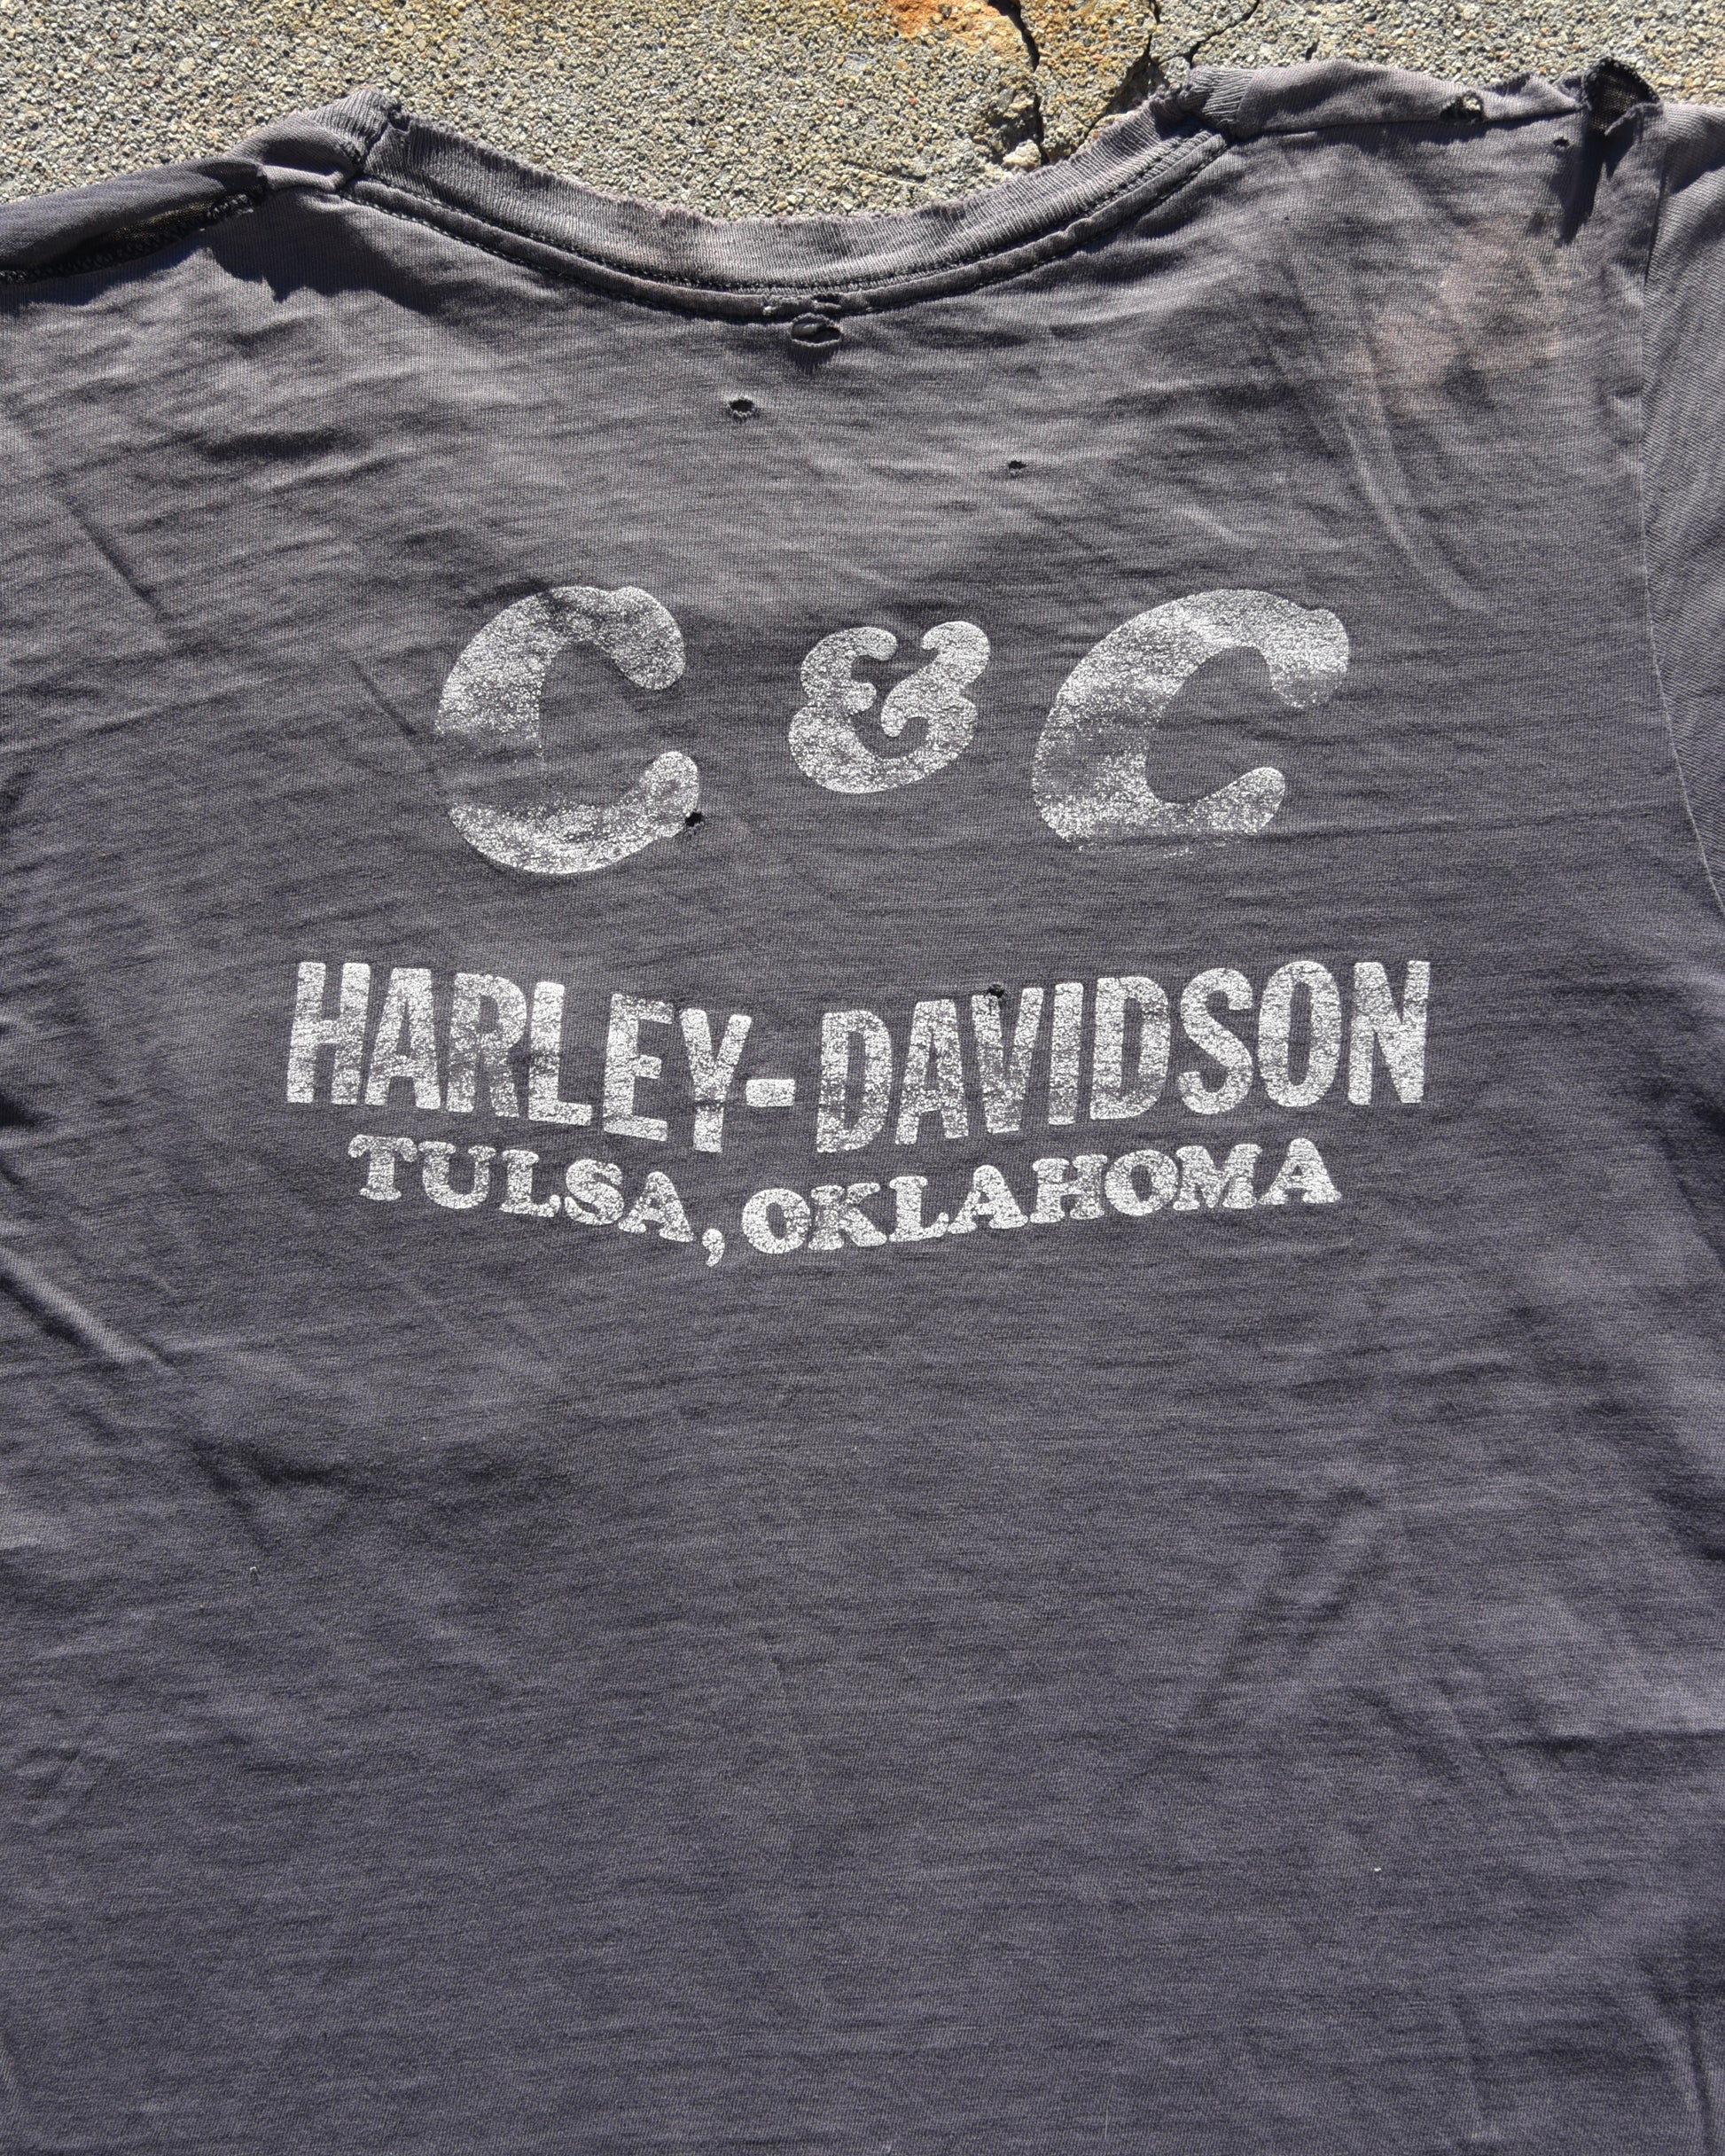 C & C
HARLEY-DAVIDSON
TULSA, OKLAHOMA